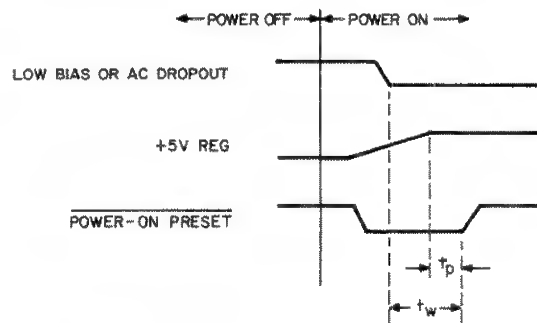 POWER OFF POWER ON
LOW BIAS OR AC DROPOUT
+5V REG
POWER-ON PRESET
tp
tw